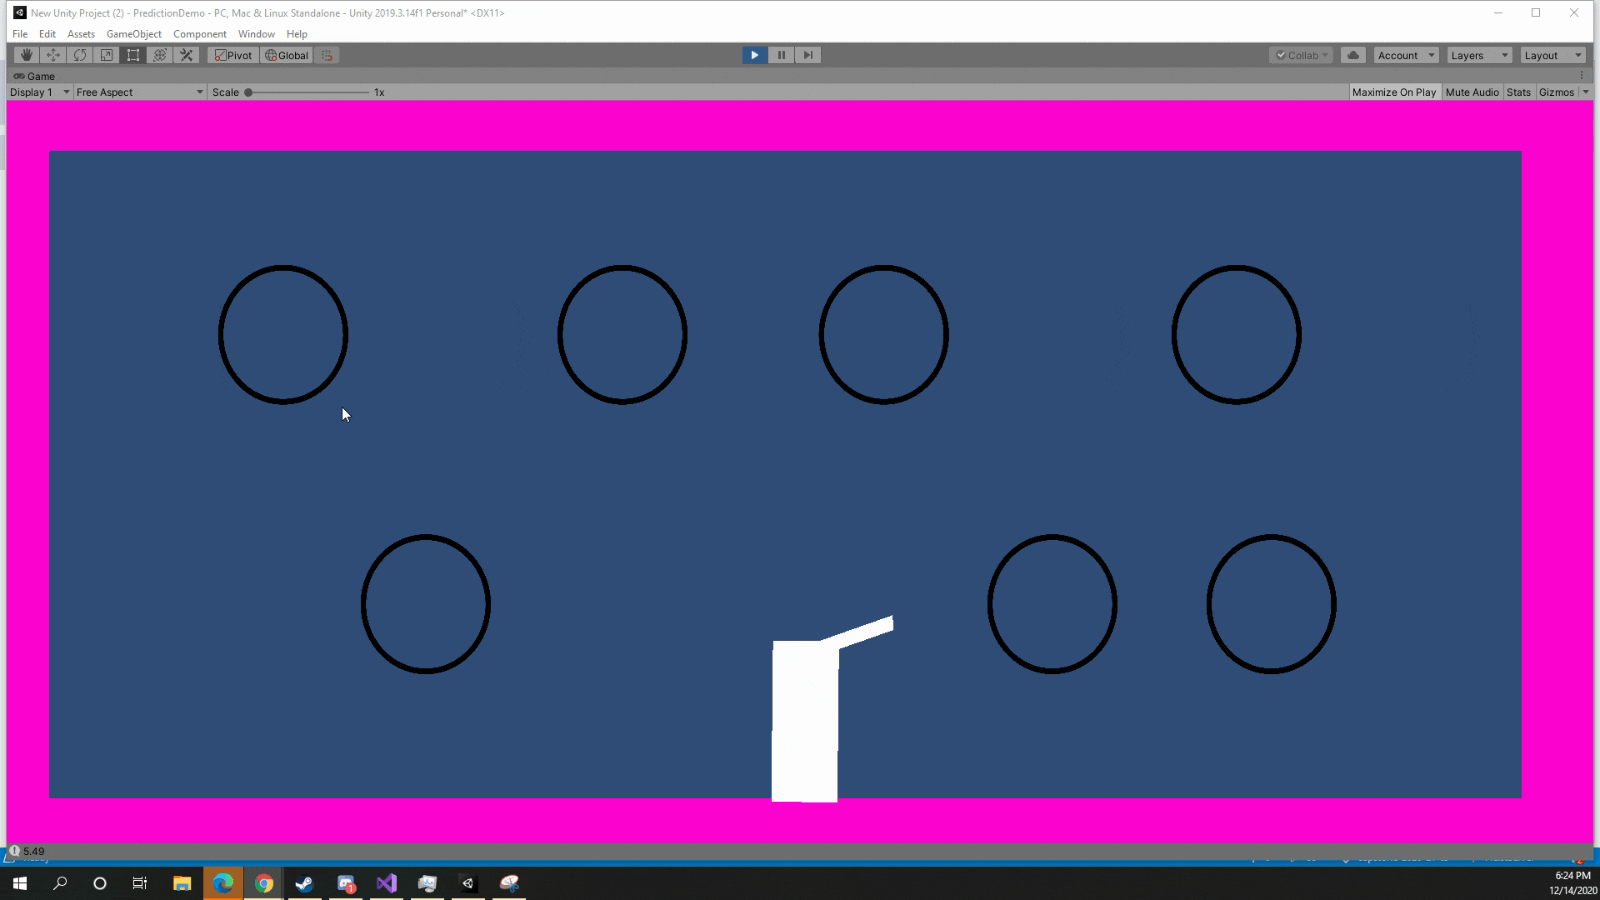 New Unity Project (2) - PredictionDemo - PC, Mac & Linux Standalone - Unity 2019.3.14f1 Personal* <DX11>
File Edit Assets GameObject Component Window Help
Pivot Global Collab Account Layers Layout
Game
Display 1 Free Aspect Scale 1x Maximize On Play Mute Audio Stats Gizmos
5.49
6:24 PM
12/14/2020